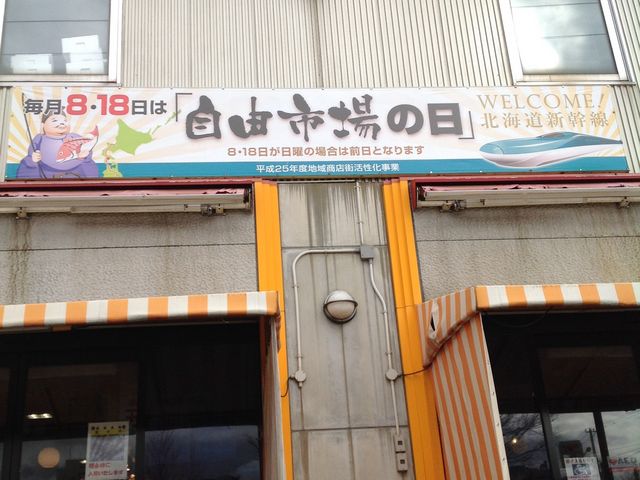 毎月8・18日は「自由市場の日」
8・18日が日曜の場合は前日となります
平成25年度地域商店街活性化事業
WELCOME!
北海道新幹線